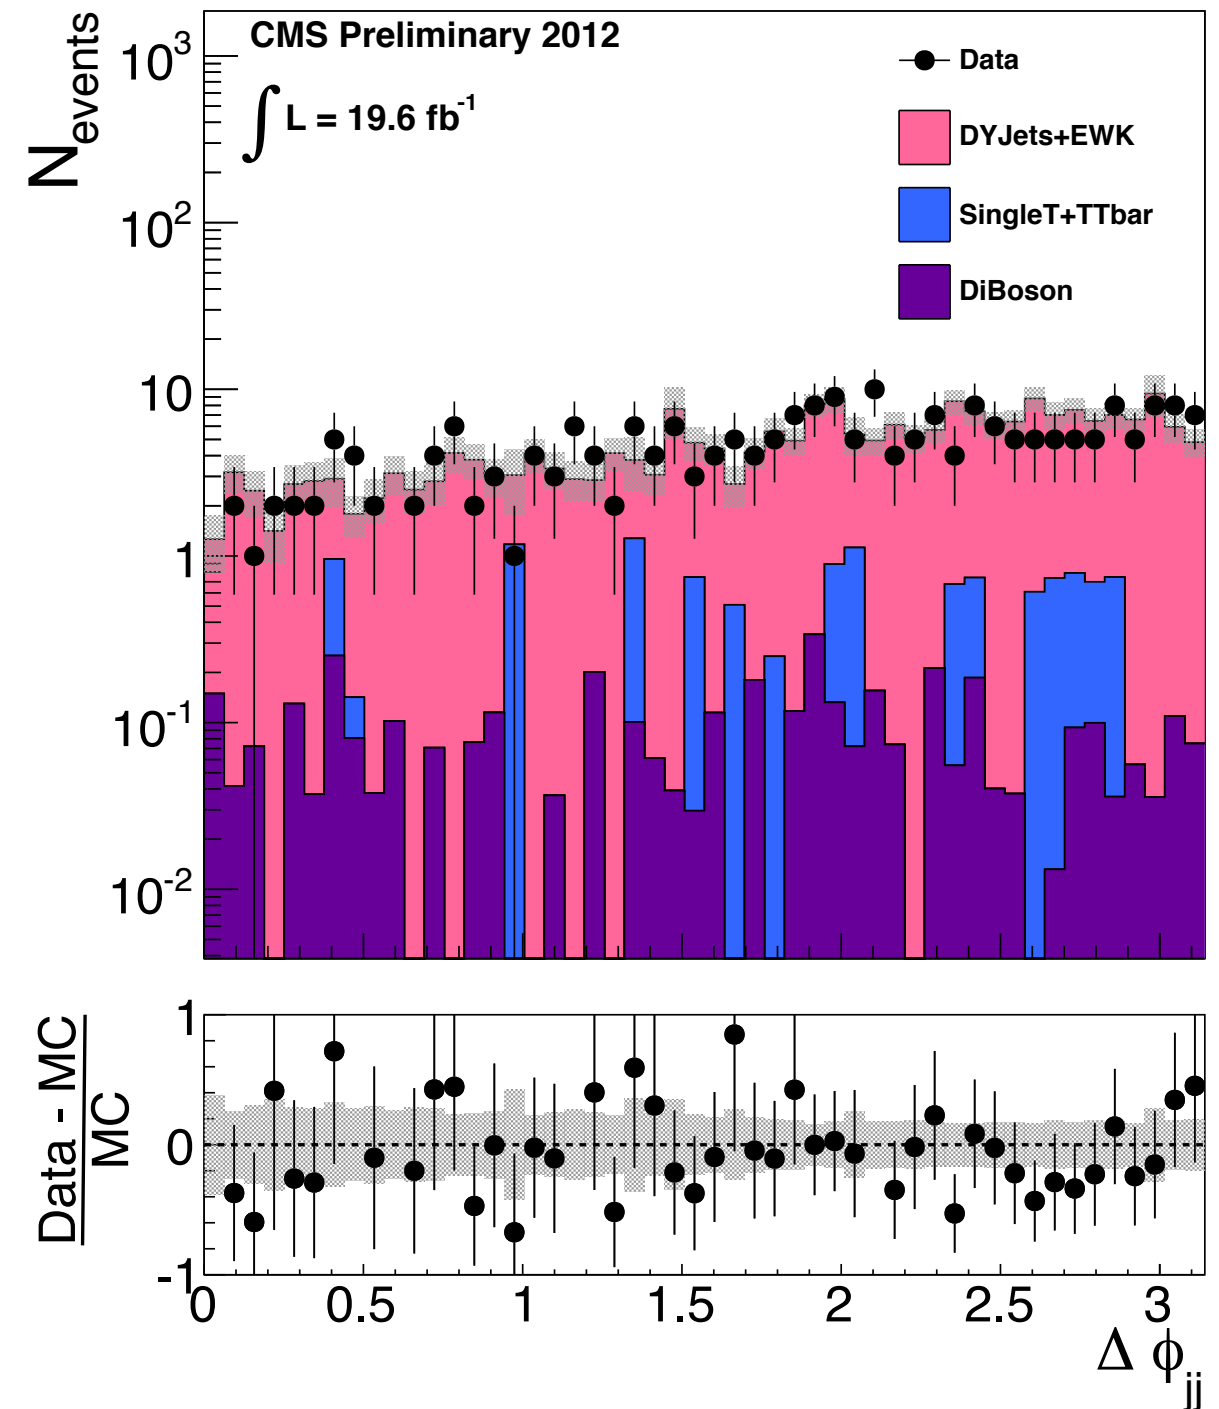 CMS Preliminary 2012
∫ L = 19.6 fb⁻¹
N_events
10³
10²
10
1
10⁻¹
10⁻²
Data
DYJets+EWK
SingleT+TTbar
DiBoson
Data - MC
MC
1
0
-1
0 0.5 1 1.5 2 2.5 3
Δ ϕ_jj